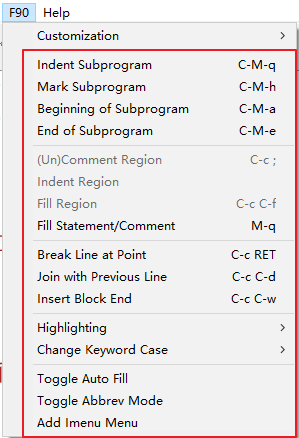 F90 Help
Customization
Indent Subprogram C-M-q
Mark Subprogram C-M-h
Beginning of Subprogram C-M-a
End of Subprogram C-M-e
(Un)Comment Region C-c ;
Indent Region
Fill Region C-c C-f
Fill Statement/Comment M-q
Break Line at Point C-c RET
Join with Previous Line C-c C-d
Insert Block End C-c C-w
Highlighting
Change Keyword Case
Toggle Auto Fill
Toggle Abbrev Mode
Add Imenu Menu